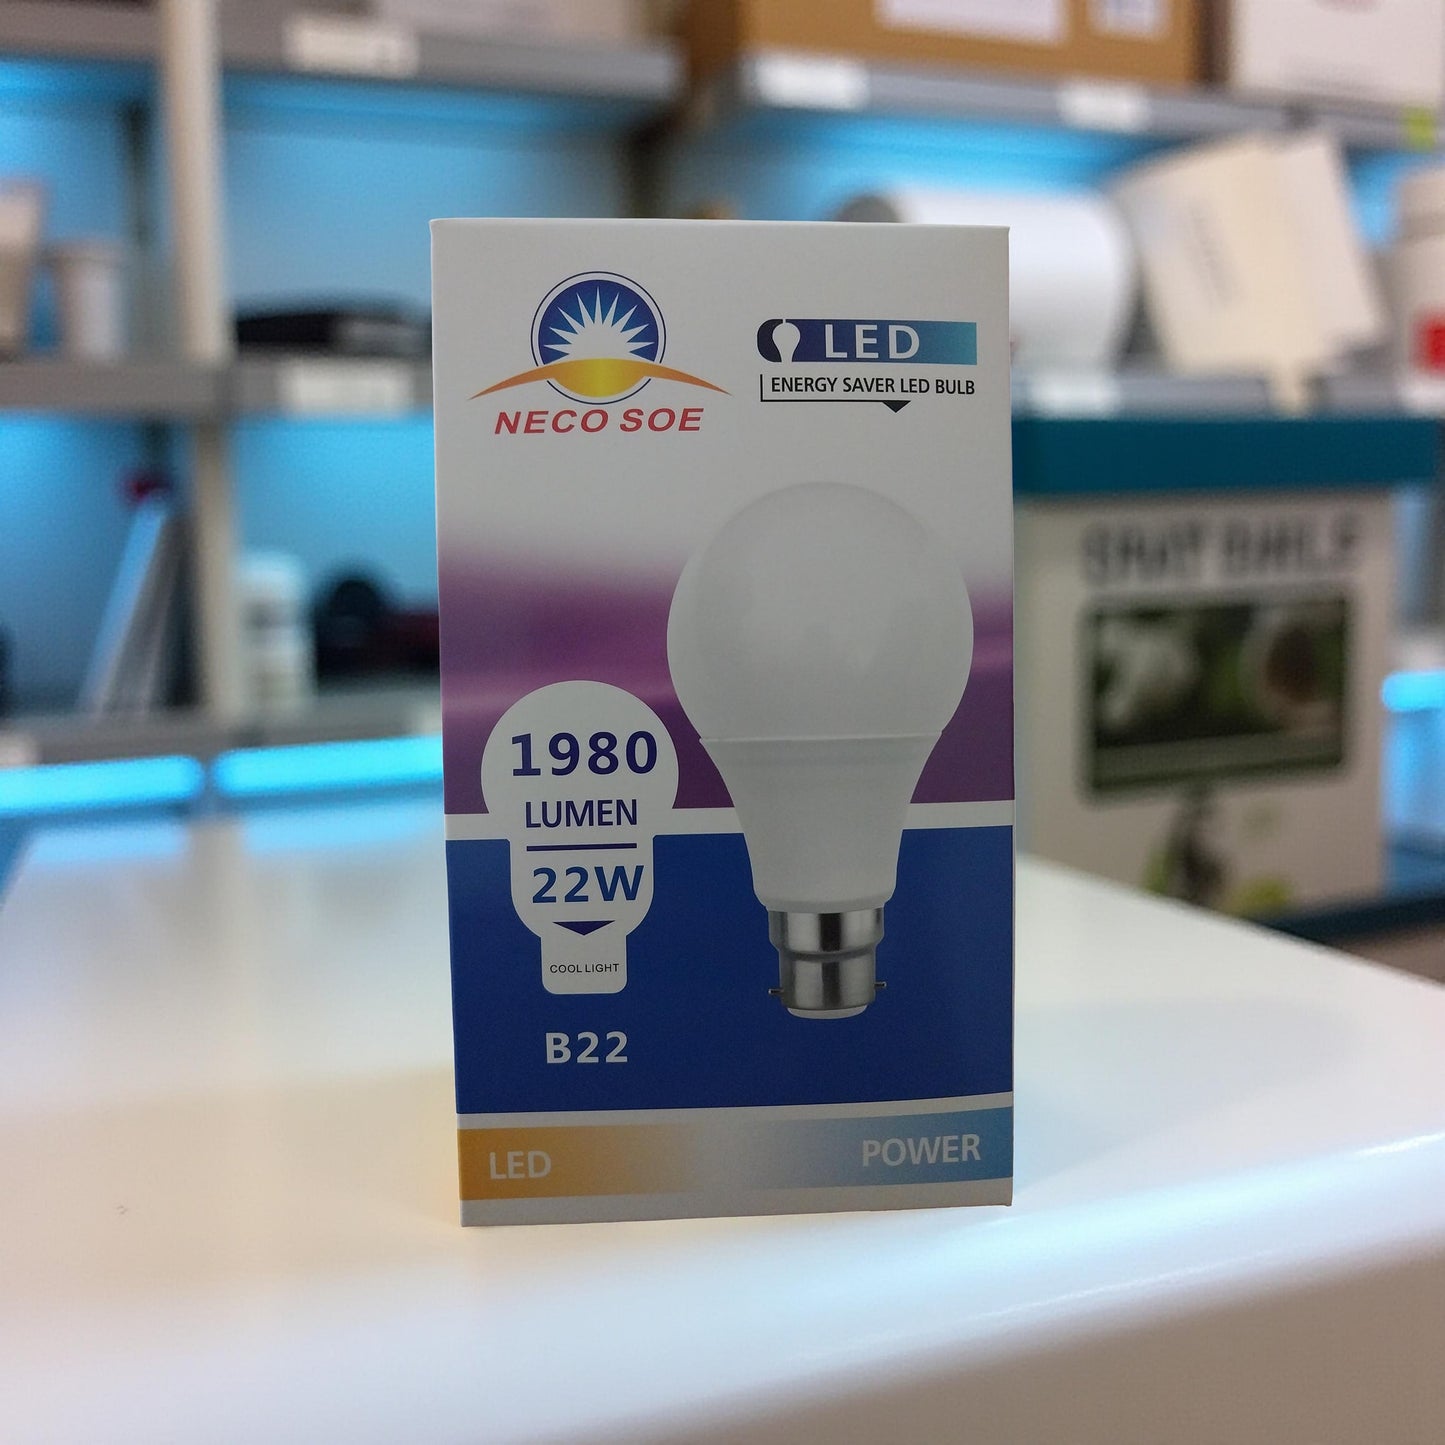 NECO SOE
LED
ENERGY SAVER LED BULB
1980
LUMEN
22W
COOL LIGHT
B22
LED
POWER